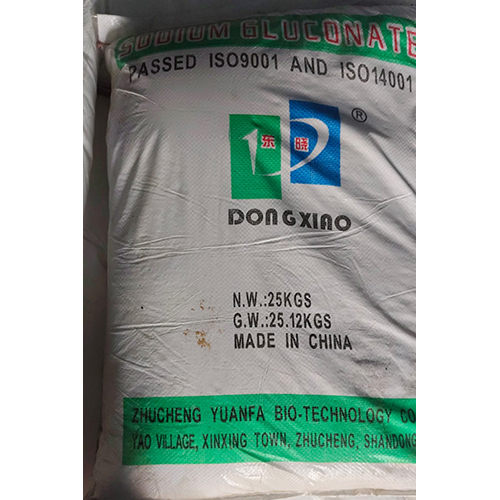 SODIUM GLUCONATE
PASSED ISO9001 AND ISO14001
®
东晓
DONGXIAO
N.W.:25KGS
G.W.:25.12KGS
MADE IN CHINA
ZHUCHENG YUANFA BIO-TECHNOLOGY CO
YAO VILLAGE, XINXING TOWN, ZHUCHENG, SHANDONG